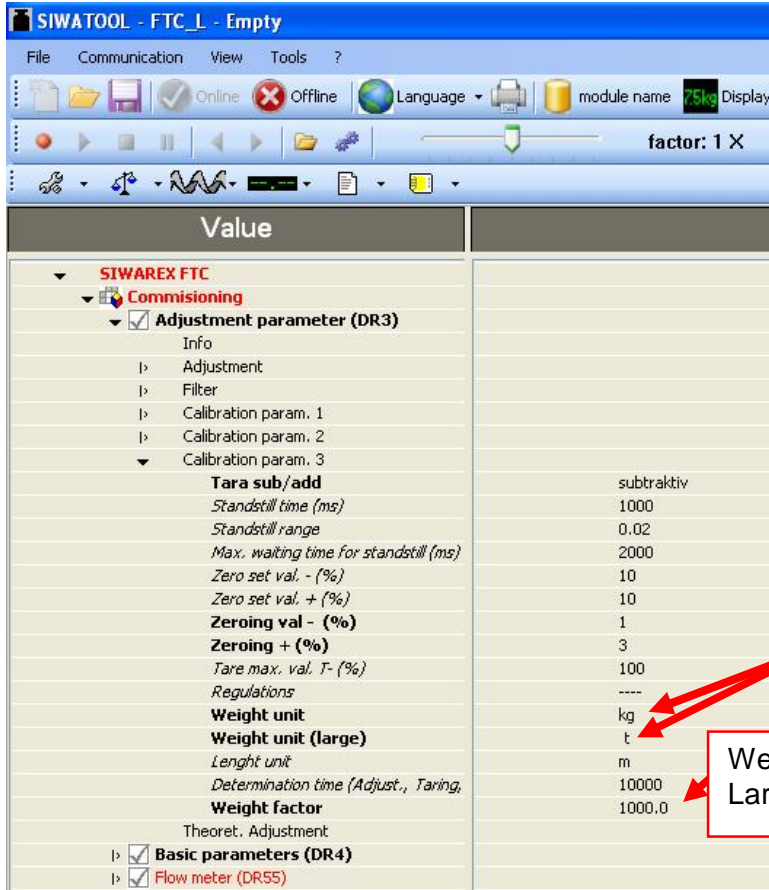 SIWATOOL - FTC_L - Empty
File Communication View Tools ?
Online Offline Language module name 7.5kg Display
factor: 1 X
Value
SIWAREX FTC
Commisioning
Adjustment parameter (DR3)
Info
Adjustment
Filter
Calibration param. 1
Calibration param. 2
Calibration param. 3
Tara sub/add subtraktiv
Standstill time (ms) 1000
Standstill range 0.02
Max. waiting time for standstill (ms) 2000
Zero set val. - (%) 10
Zero set val. + (%) 10
Zeroing val - (%) 1
Zeroing + (%) 3
Tare max. val. T- (%) 100
Regulations ----
Weight unit kg
Weight unit (large) t
Lenght unit m
Determination time (Adjust., Taring, 10000
Weight factor 1000.0
We
Lar
Theoret. Adjustment
Basic parameters (DR4)
Flow meter (DR55)